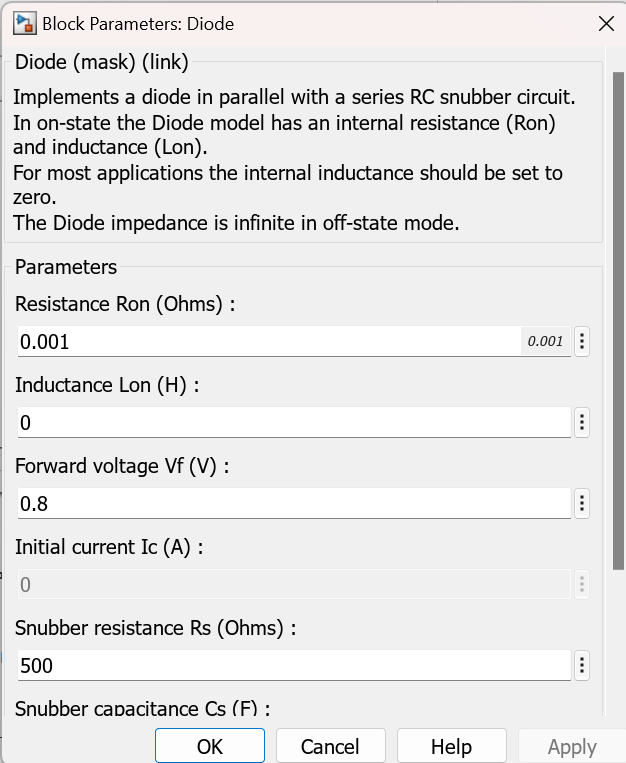 Block Parameters: Diode
Diode (mask) (link)
Implements a diode in parallel with a series RC snubber circuit.
In on-state the Diode model has an internal resistance (Ron)
and inductance (Lon).
For most applications the internal inductance should be set to
zero.
The Diode impedance is infinite in off-state mode.
Parameters
Resistance Ron (Ohms) :
0.001 0.001
Inductance Lon (H) :
0
Forward voltage Vf (V) :
0.8
Initial current Ic (A) :
0
Snubber resistance Rs (Ohms) :
500
Snubber capacitance Cs (F) :
OK Cancel Help Apply